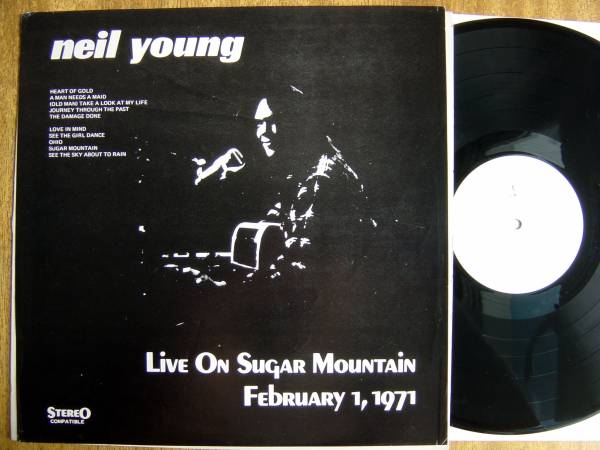 neil young
HEART OF GOLD
A MAN NEEDS A MAID
(OLD MAN) TAKE A LOOK AT MY LIFE
JOURNEY THROUGH THE PAST
THE DAMAGE DONE
LOVE IN MIND
SEE THE GIRL DANCE
OHIO
SUGAR MOUNTAIN
SEE THE SKY ABOUT TO RAIN
LIVE ON SUGAR MOUNTAIN
FEBRUARY 1, 1971
STEREO
COMPATIBLE